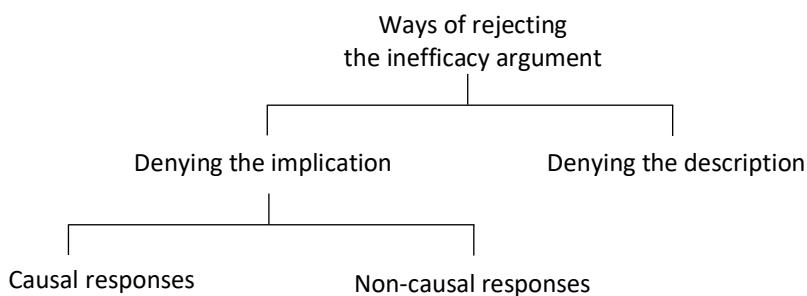 Ways of rejecting
the inefficacy argument
Denying the implication
Denying the description
Causal responses
Non-causal responses